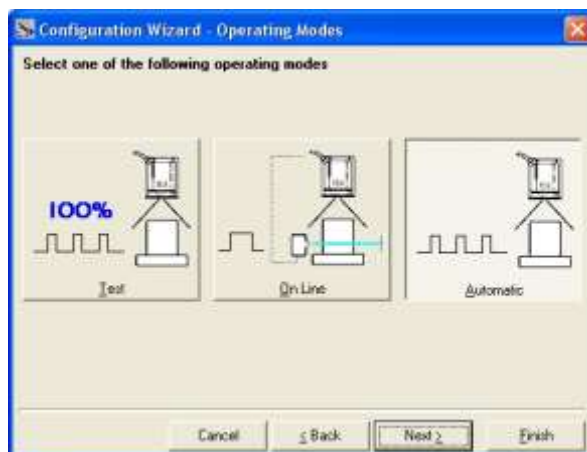 Configuration Wizard - Operating Modes
Select one of the following operating modes
100%
Test
On Line
Automatic
Cancel
< Back
Next >
Finish